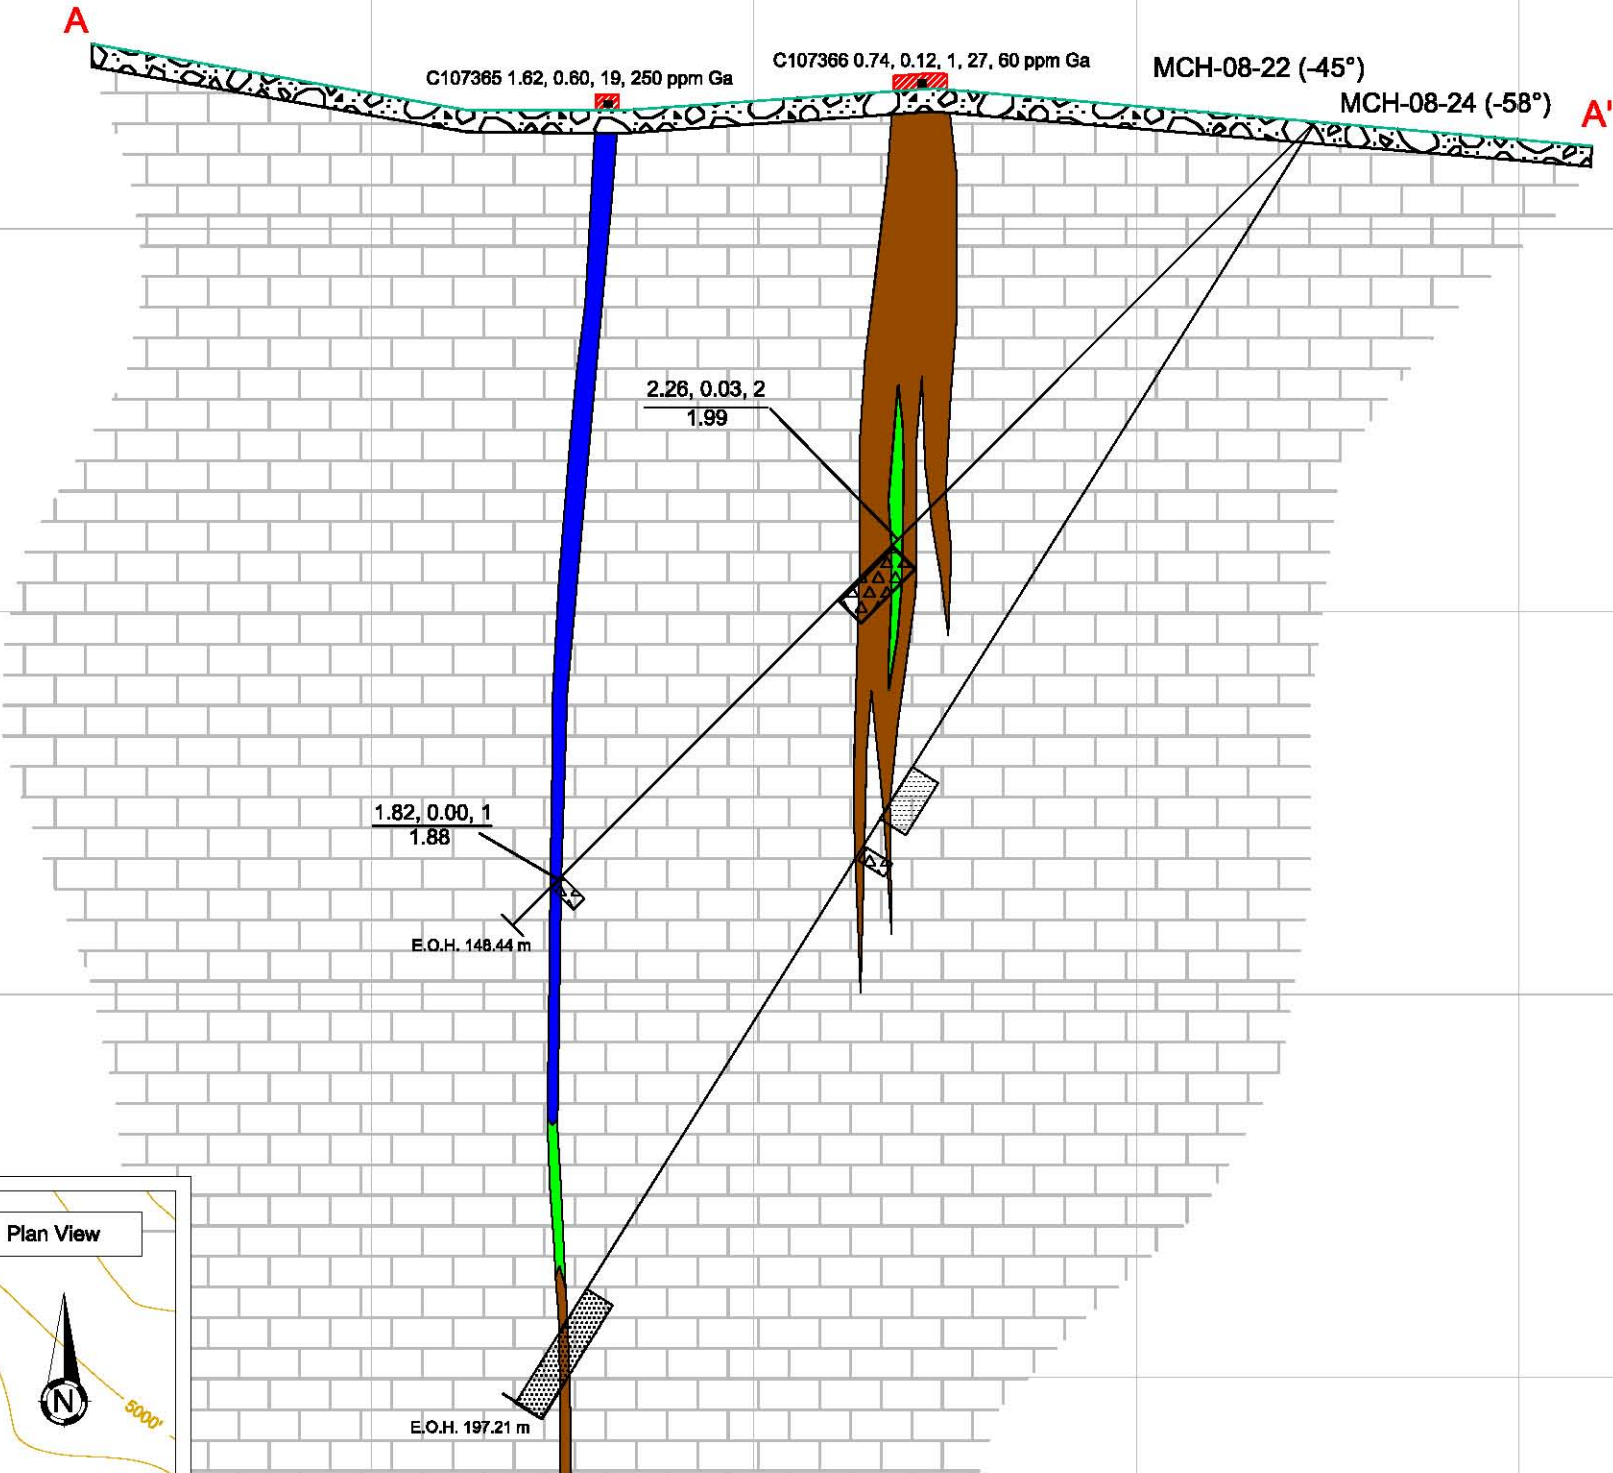 A
C107365 1.62, 0.60, 19, 250 ppm Ga
C107366 0.74, 0.12, 1, 27, 60 ppm Ga
MCH-08-22 (-45°)
MCH-08-24 (-58°)
A'
2.26, 0.03, 2
1.99
1.82, 0.00, 1
1.88
E.O.H. 148.44 m
Plan View
N
5000'
E.O.H. 197.21 m